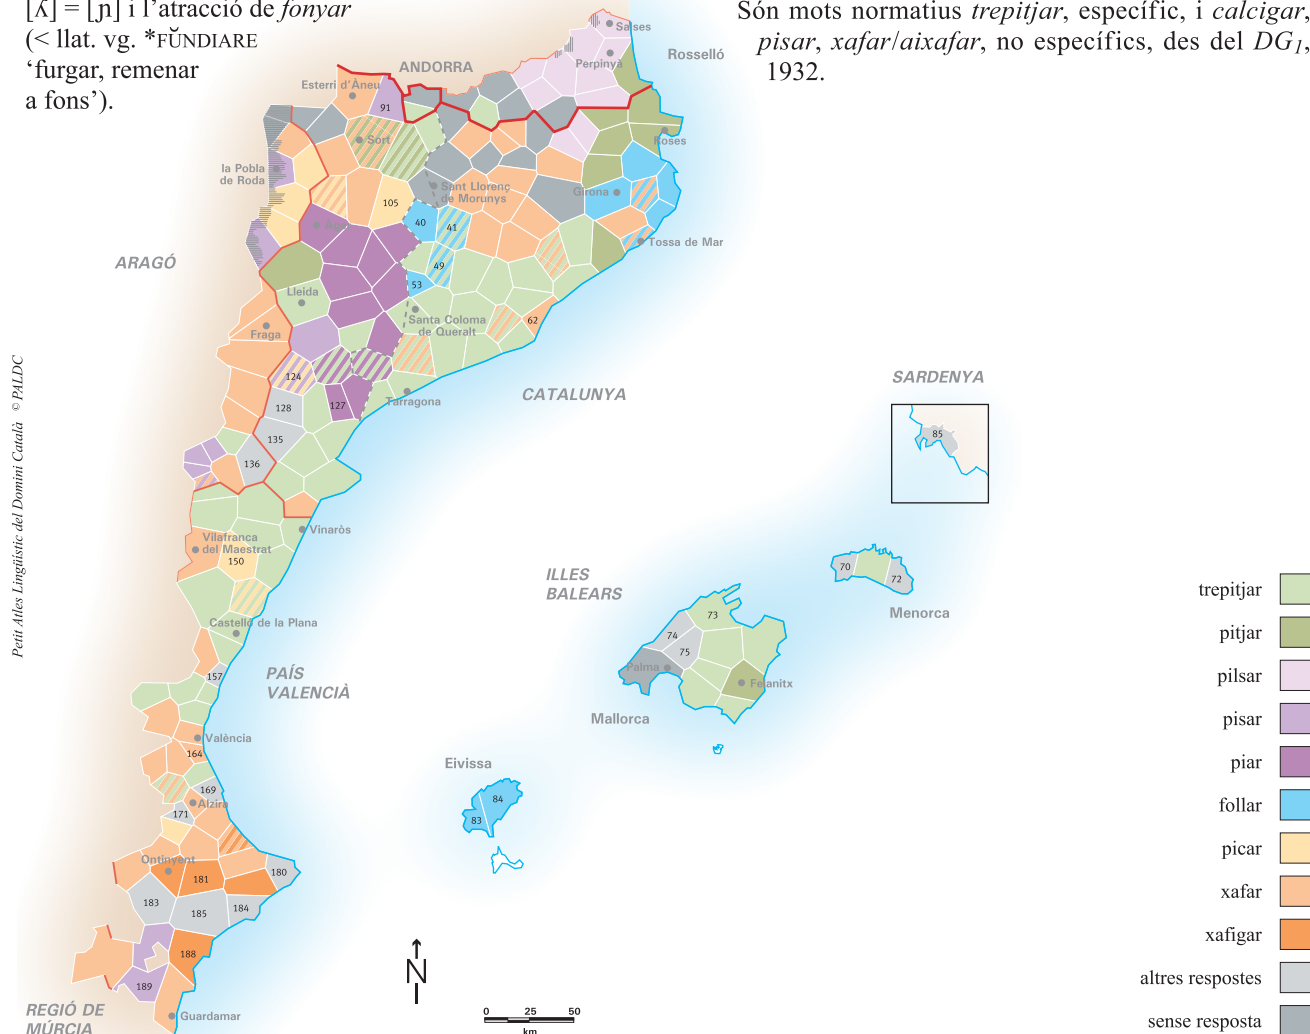 [ʎ] = [ɲ] i l’atracció de fonyar
(< llat. vg. *FŬNDIARE
‘furgar, remenar
a fons’).
Són mots normatius trepitjar, específic, i calcigar,
pisar, xafar/aixafar, no específics, des del DG1,
1932.
Salses
Rosselló
Perpinyà
ANDORRA
Esterri d’Àneu
91
Sort
Roses
la Pobla
de Roda
Sant Llorenç
de Morunys
Girona
105
40
41
Tossa de Mar
ARAGÓ
49
53
Lleida
Santa Coloma
de Queralt
62
Fraga
124
SARDENYA
CATALUNYA
128
127
Tarragona
135
85
136
Vinaròs
Vilafranca
del Maestrat
150
ILLES
BALEARS
70
72
Menorca
73
74
75
Castelló de la Plana
Palma
Felanitx
157
PAÍS
VALENCIÀ
Mallorca
València
164
Eivissa
169
84
83
Alzira
171
Ontinyent
181
180
183
185
184
188
189
N
REGIÓ DE
MÚRCIA
Guardamar
0 25 50
km
Petit Atles Lingüístic del Domini Català © PALDC
trepitjar
pitjar
pilsar
pisar
piar
follar
picar
xafar
xafigar
altres respostes
sense resposta